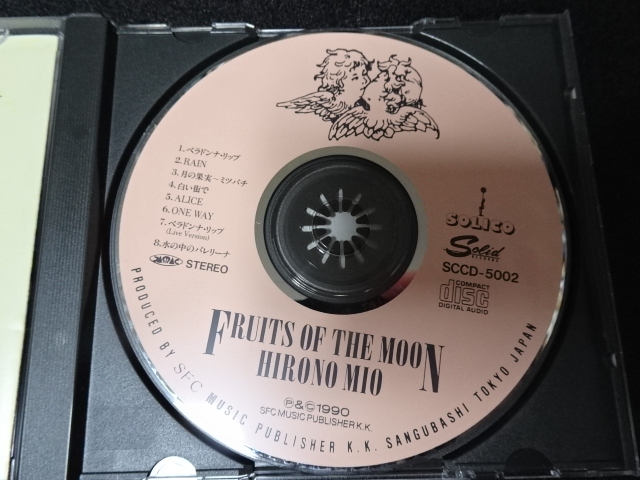 1. ベラドンナ・リップ
2. RAIN
3. 月の果実〜ミツバチ
4. 白い街で
5. ALICE
6. ONE WAY
7. ベラドンナ・リップ
(Live Version)
8. 水の中のバレリーナ
STEREO
SOLICO
Solid
RECORDS
SCCD-5002
COMPACT
disc
DIGITAL AUDIO
FRUITS OF THE MOON
HIRONO MIO
℗&©1990
SFC MUSIC PUBLISHER K.K.
PRODUCED BY SFC MUSIC PUBLISHER K.K. SANGUBASHI TOKYO JAPAN